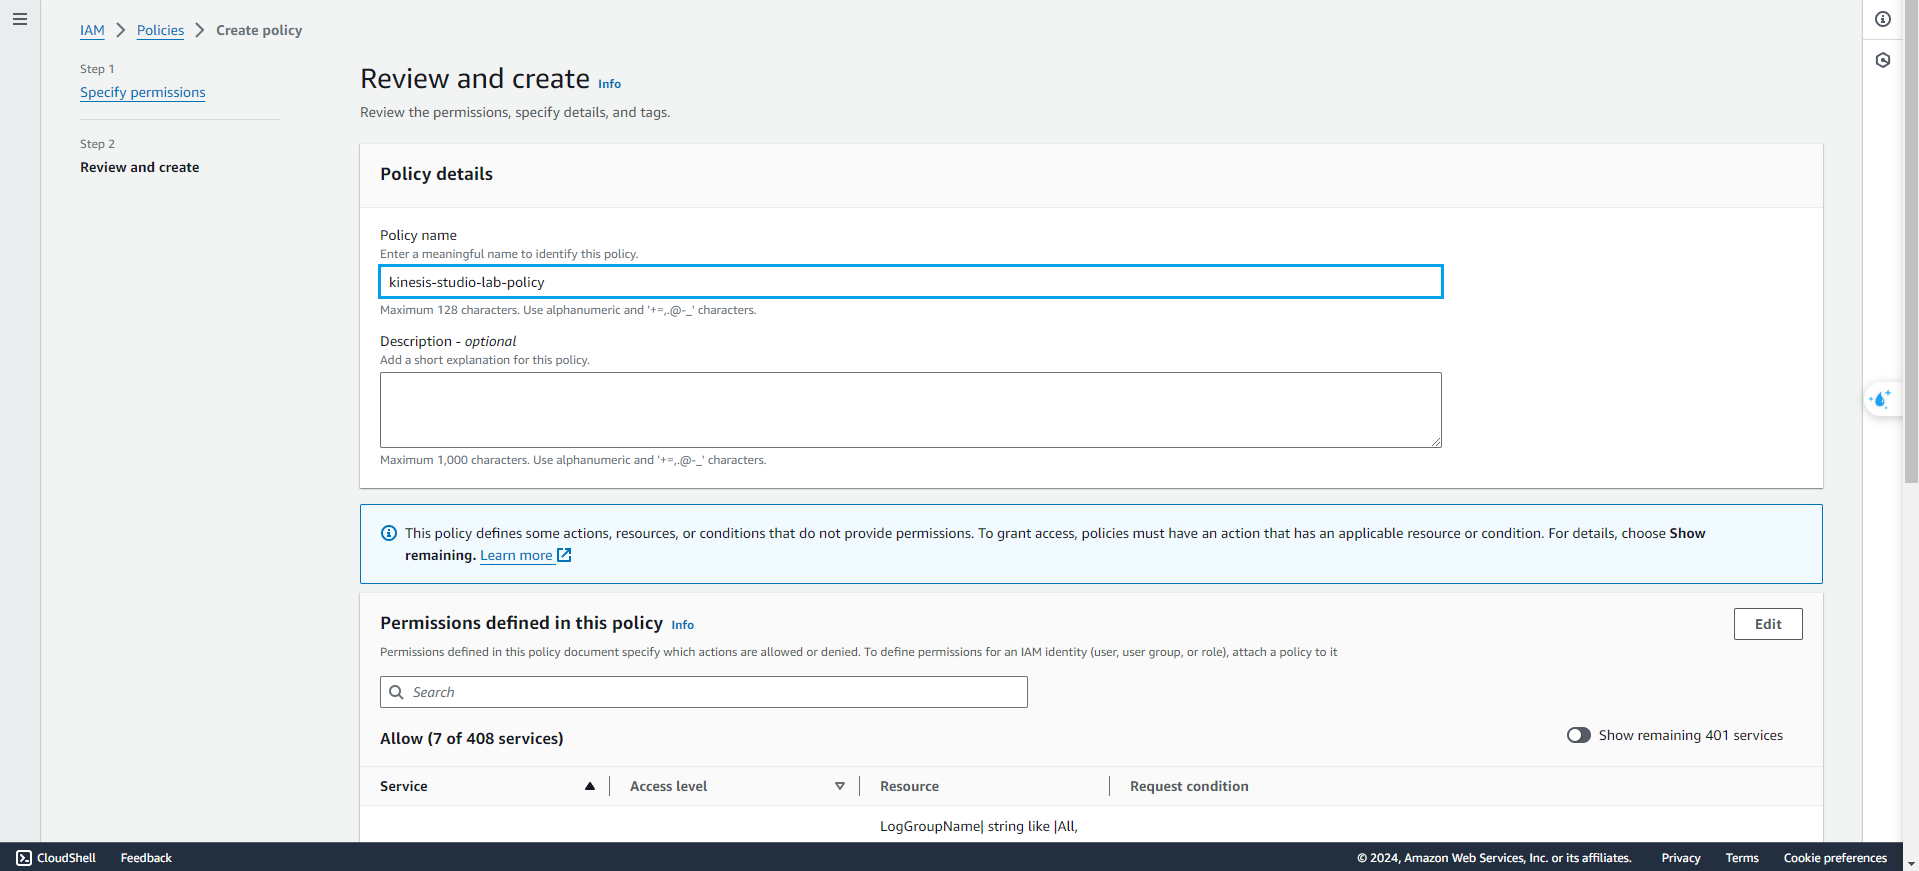 IAM > Policies > Create policy
Step 1
Specify permissions
Step 2
Review and create
Review and create Info
Review the permissions, specify details, and tags.
Policy details
Policy name
Enter a meaningful name to identify this policy.
kinesis-studio-lab-policy
Maximum 128 characters. Use alphanumeric and '+=,.@-_' characters.
Description - optional
Add a short explanation for this policy.
Maximum 1,000 characters. Use alphanumeric and '+=,.@-_' characters.
This policy defines some actions, resources, or conditions that do not provide permissions. To grant access, policies must have an action that has an applicable resource or condition. For details, choose Show
remaining. Learn more
Permissions defined in this policy Info
Edit
Permissions defined in this policy document specify which actions are allowed or denied. To define permissions for an IAM identity (user, user group, or role), attach a policy to it
Search
Allow (7 of 408 services)
Show remaining 401 services
Service Access level Resource Request condition
LogGroupName| string like |All,
CloudShell Feedback © 2024, Amazon Web Services, Inc. or its affiliates. Privacy Terms Cookie preferences